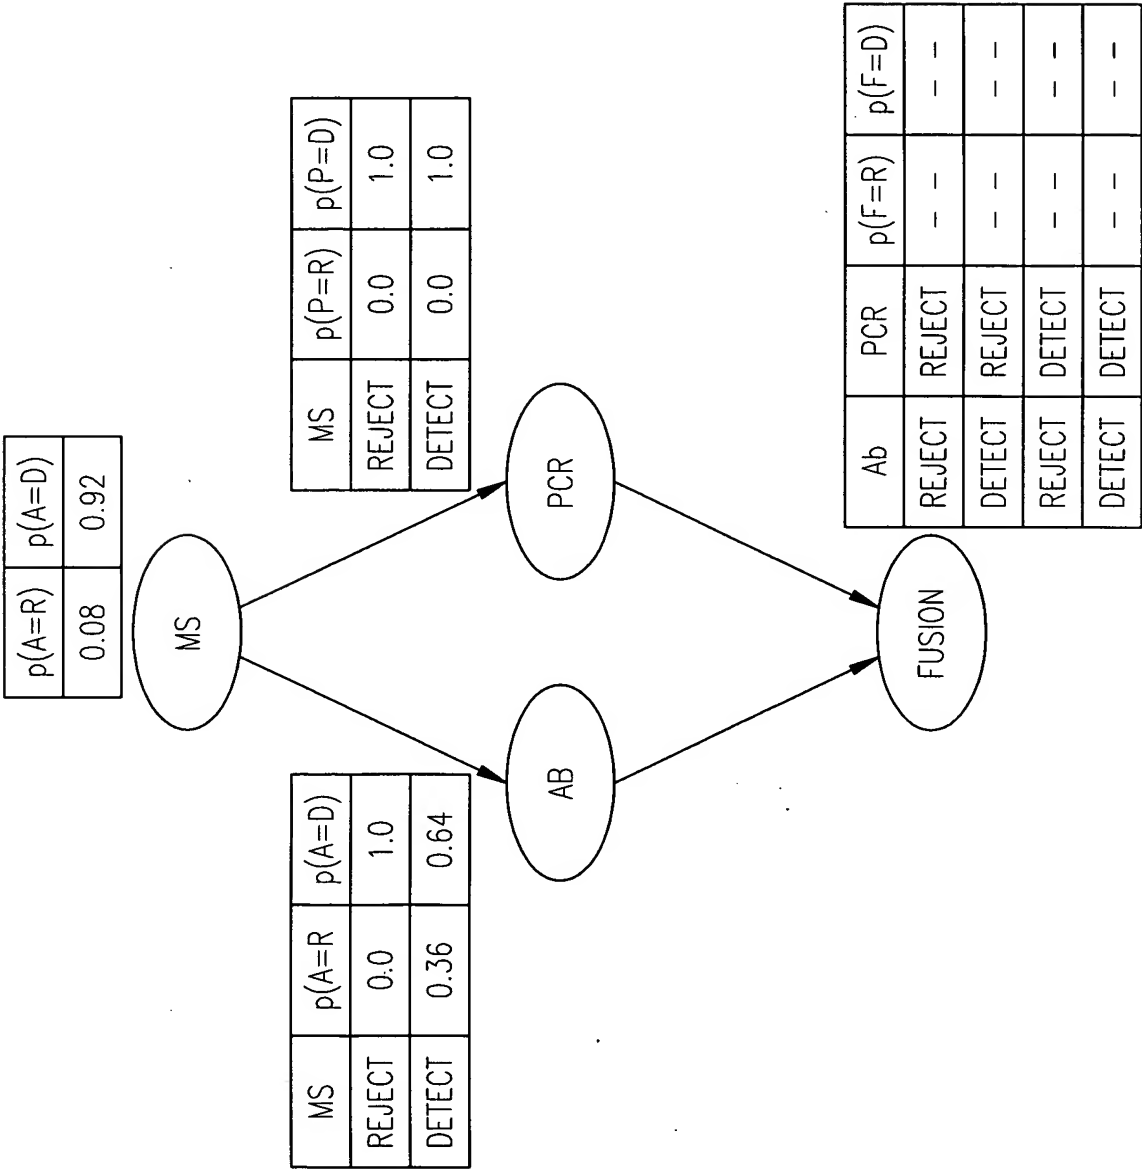 p(A=R) p(A=D)
0.08 0.92
MS
MS p(A=R p(A=D)
REJECT 0.0 1.0
DETECT 0.36 0.64
MS p(P=R) p(P=D)
REJECT 0.0 1.0
DETECT 0.0 1.0
AB
PCR
FUSION
Ab PCR p(F=R) p(F=D)
REJECT REJECT -- --
DETECT REJECT -- --
REJECT DETECT -- --
DETECT DETECT -- --